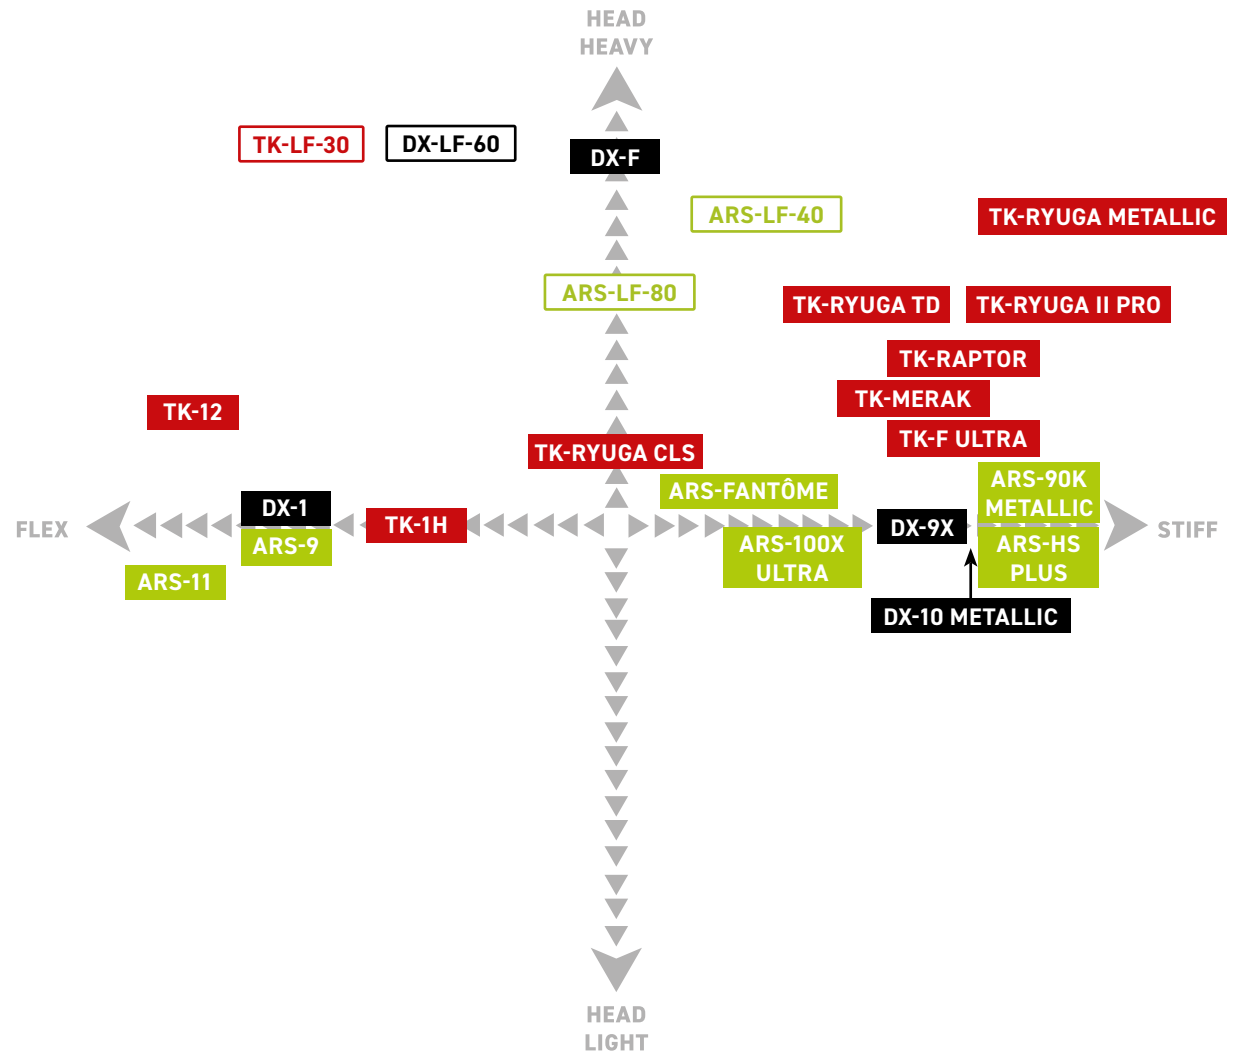 HEAD
HEAVY
TK-LF-30
DX-LF-60
DX-F
ARS-LF-40
TK-RYUGA METALLIC
ARS-LF-80
TK-RYUGA TD
TK-RYUGA II PRO
TK-RAPTOR
TK-MERAK
TK-12
TK-F ULTRA
TK-RYUGA CLS
ARS-FANTÔME
ARS-90K
METALLIC
DX-1
FLEX
TK-1H
DX-9X
STIFF
ARS-9
ARS-100X
ULTRA
ARS-HS
PLUS
ARS-11
DX-10 METALLIC
HEAD
LIGHT